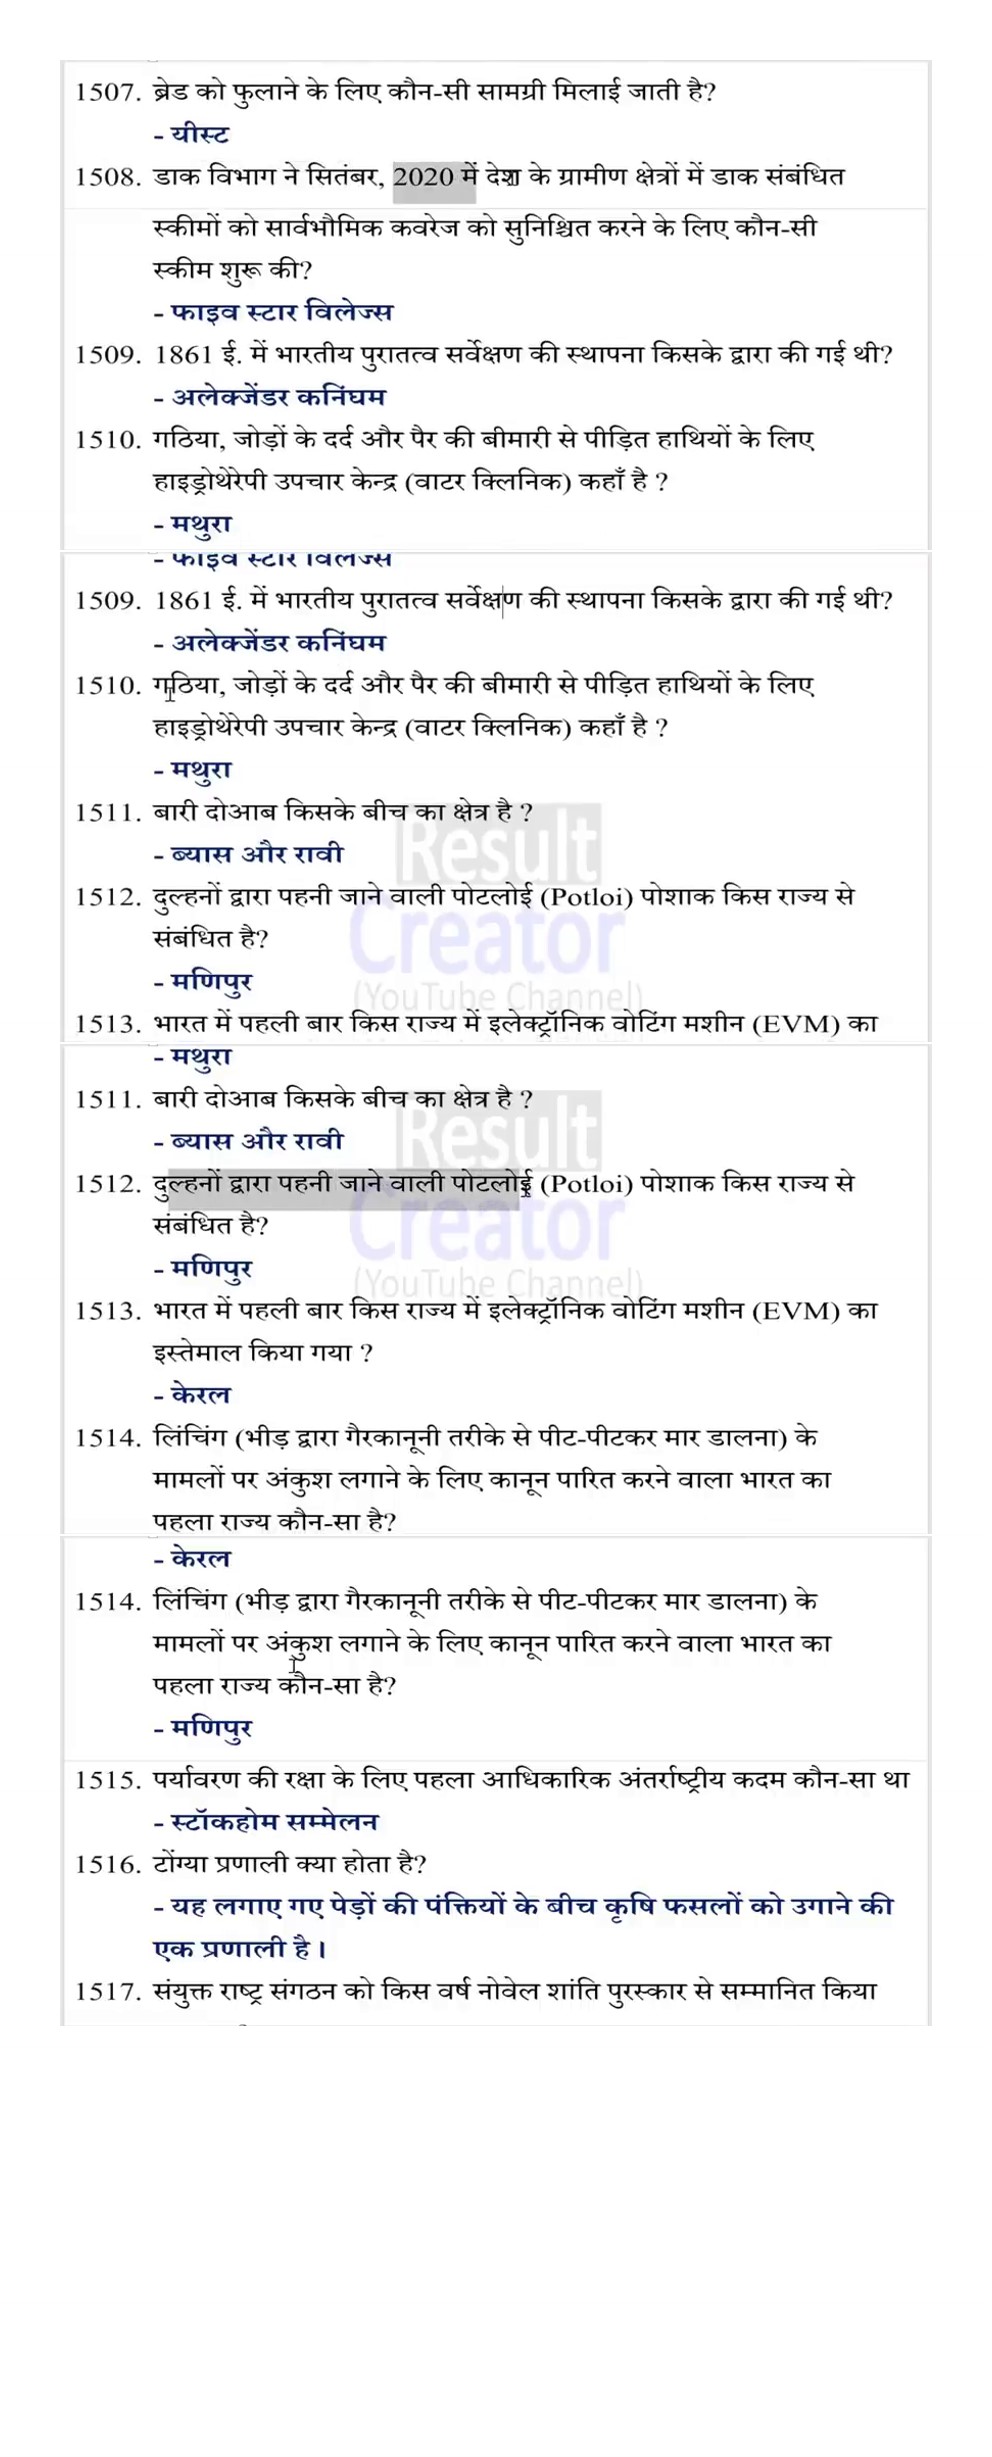 1507. ब्रेड को फुलाने के लिए कौन-सी सामग्री मिलाई जाती है?
- यीस्ट
1508. डाक विभाग ने सितंबर, 2020 में देश के ग्रामीण क्षेत्रों में डाक संबंधित
स्कीमों को सार्वभौमिक कवरेज को सुनिश्चित करने के लिए कौन-सी
स्कीम शुरू की?
- फाइव स्टार विलेज्स
1509. 1861 ई. में भारतीय पुरातत्व सर्वेक्षण की स्थापना किसके द्वारा की गई थी?
- अलेक्जेंडर कनिंघम
1510. गठिया, जोड़ों के दर्द और पैर की बीमारी से पीड़ित हाथियों के लिए
हाइड्रोथेरेपी उपचार केन्द्र (वाटर क्लिनिक) कहाँ है ?
- मथुरा
- फाइव स्टार विलेज्स
1509. 1861 ई. में भारतीय पुरातत्व सर्वेक्षण की स्थापना किसके द्वारा की गई थी?
- अलेक्जेंडर कनिंघम
1510. गठिया, जोड़ों के दर्द और पैर की बीमारी से पीड़ित हाथियों के लिए
हाइड्रोथेरेपी उपचार केन्द्र (वाटर क्लिनिक) कहाँ है ?
- मथुरा
1511. बारी दोआब किसके बीच का क्षेत्र है ?
Result
- ब्यास और रावी
1512. दुल्हनों द्वारा पहनी जाने वाली पोटलोई (Potloi) पोशाक किस राज्य से
Creator
संबंधित है?
- मणिपुर
(YouTube Channel)
1513. भारत में पहली बार किस राज्य में इलेक्ट्रॉनिक वोटिंग मशीन (EVM) का
- मथुरा
1511. बारी दोआब किसके बीच का क्षेत्र है ?
Result
- ब्यास और रावी
1512. दुल्हनों द्वारा पहनी जाने वाली पोटलोई (Potloi) पोशाक किस राज्य से
Creator
संबंधित है?
- मणिपुर
(YouTube Channel)
1513. भारत में पहली बार किस राज्य में इलेक्ट्रॉनिक वोटिंग मशीन (EVM) का
इस्तेमाल किया गया ?
- केरल
1514. लिंचिंग (भीड़ द्वारा गैरकानूनी तरीके से पीट-पीटकर मार डालना) के
मामलों पर अंकुश लगाने के लिए कानून पारित करने वाला भारत का
पहला राज्य कौन-सा है?
- केरल
1514. लिंचिंग (भीड़ द्वारा गैरकानूनी तरीके से पीट-पीटकर मार डालना) के
मामलों पर अंकुश लगाने के लिए कानून पारित करने वाला भारत का
पहला राज्य कौन-सा है?
- मणिपुर
1515. पर्यावरण की रक्षा के लिए पहला आधिकारिक अंतर्राष्ट्रीय कदम कौन-सा था
- स्टॉकहोम सम्मेलन
1516. टोंग्या प्रणाली क्या होता है?
- यह लगाए गए पेड़ों की पंक्तियों के बीच कृषि फसलों को उगाने की
एक प्रणाली है।
1517. संयुक्त राष्ट्र संगठन को किस वर्ष नोवेल शांति पुरस्कार से सम्मानित किया